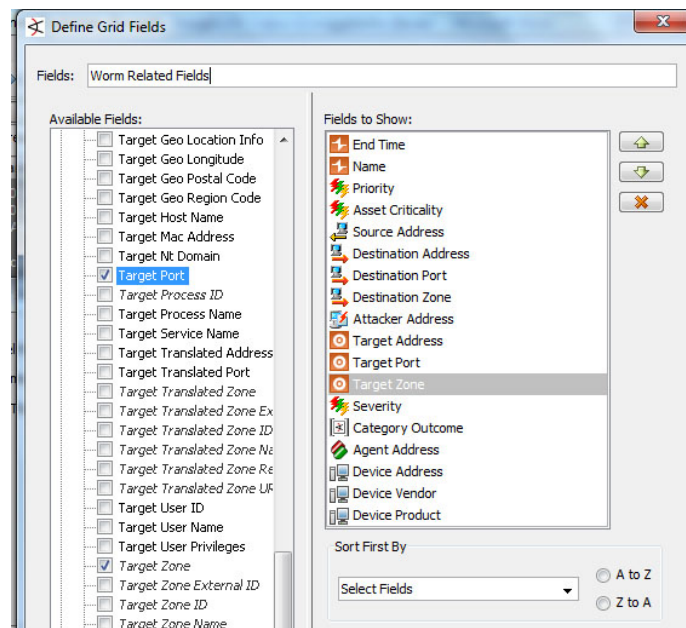 Define Grid Fields
Fields: Worm Related Fields
Available Fields:
Target Geo Location Info
Target Geo Longitude
Target Geo Postal Code
Target Geo Region Code
Target Host Name
Target Mac Address
Target Nt Domain
Target Port
Target Process ID
Target Process Name
Target Service Name
Target Translated Address
Target Translated Port
Target Translated Zone
Target Translated Zone Ex
Target Translated Zone ID
Target Translated Zone Na
Target Translated Zone Re
Target Translated Zone UR
Target User ID
Target User Name
Target User Privileges
Target Zone
Target Zone External ID
Target Zone ID
Target Zone Name
Fields to Show:
End Time
Name
Priority
Asset Criticality
Source Address
Destination Address
Destination Port
Destination Zone
Attacker Address
Target Address
Target Port
Target Zone
Severity
Category Outcome
Agent Address
Device Address
Device Vendor
Device Product
Sort First By
Select Fields
A to Z
Z to A